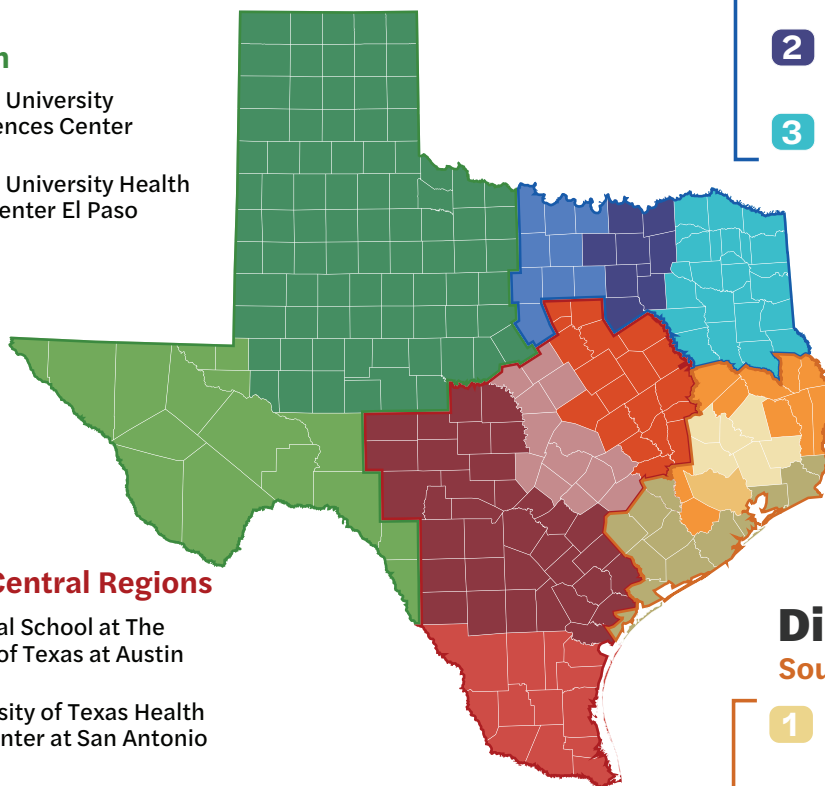 n
University
ences Center
University Health
enter El Paso
2
3
Central Regions
al School at The
of Texas at Austin
sity of Texas Health
nter at San Antonio
Di
Sou
1